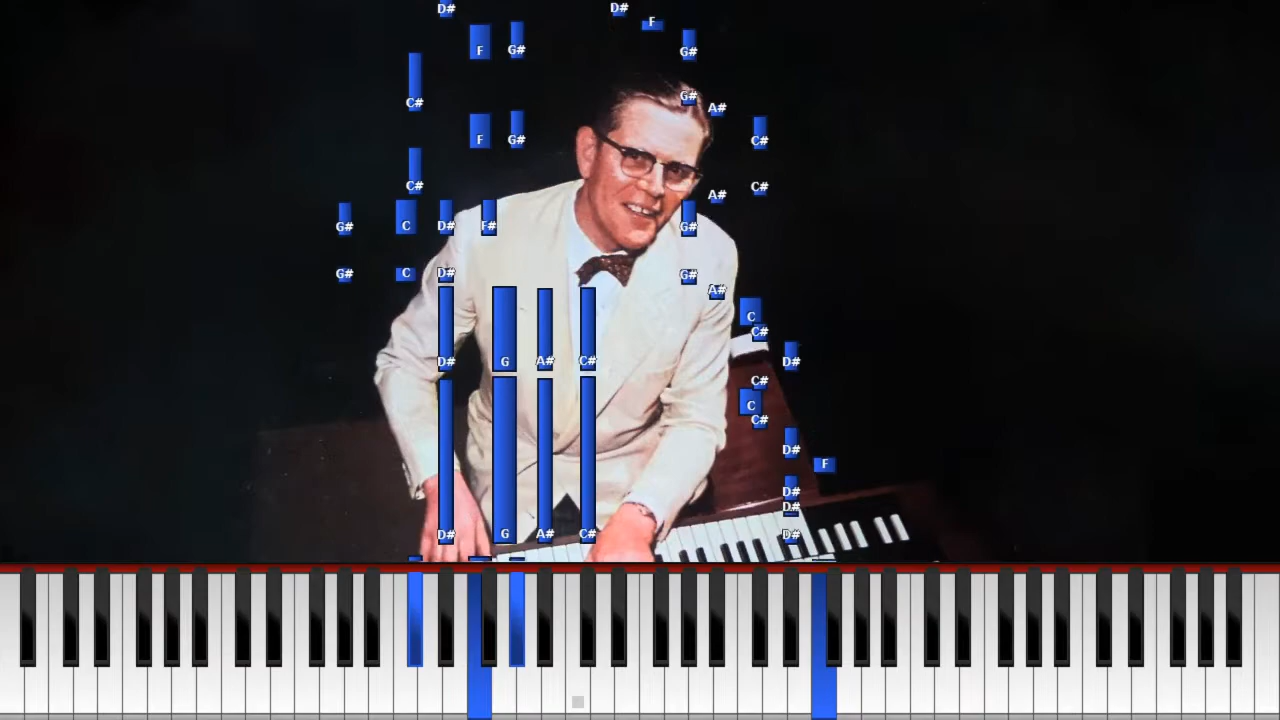 D# D#
F
F G# G#
C# G# A#
F G# C#
C# A# C#
G# C D# F# G#
G# C D# G#
A#
C
C#
D# G A# C# D#
C#
C
C#
D#
F
D#
D#
D# G A# C# D#